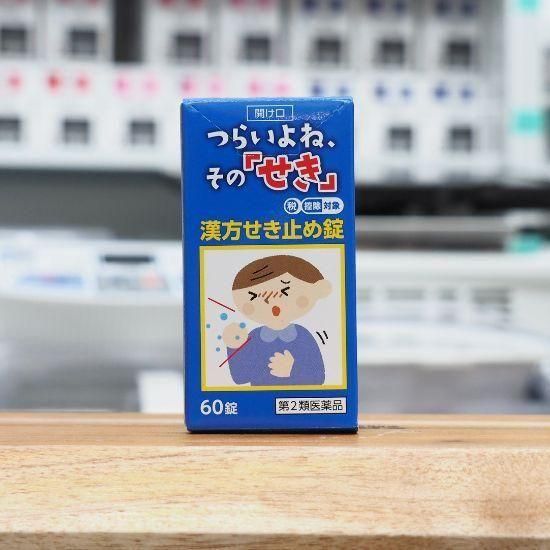 開け口
つらいよね、
その「せき」
税 控除 対象
漢方せき止め錠
60錠
第2類医薬品